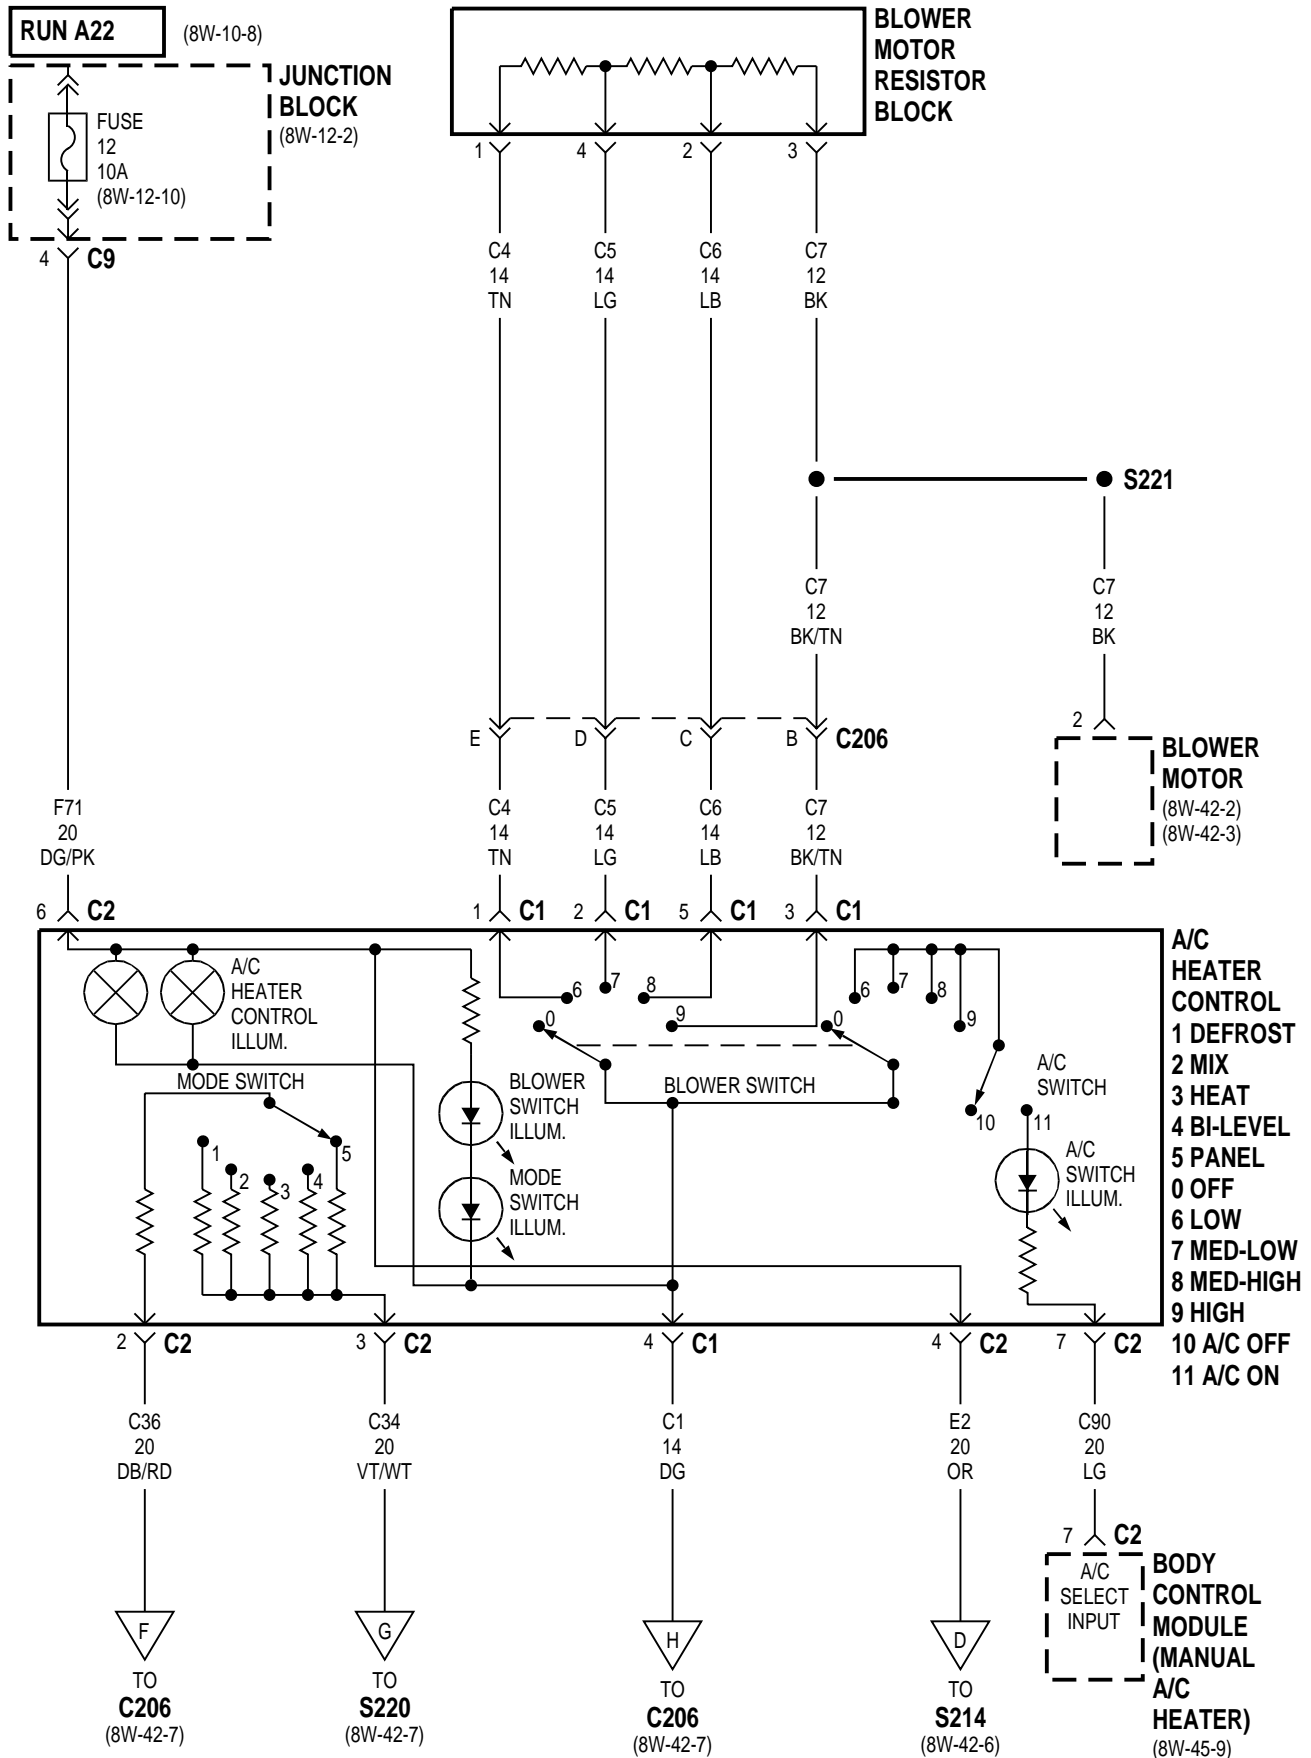 RUN A22
(8W-10-8)
JUNCTION
BLOCK
(8W-12-2)
FUSE
12
10A
(8W-12-10)
4
C9
BLOWER
MOTOR
RESISTOR
BLOCK
1
4
2
3
C4
14
TN
C5
14
LG
C6
14
LB
C7
12
BK
S221
C7
12
BK/TN
C7
12
BK
2
BLOWER
MOTOR
(8W-42-2)
(8W-42-3)
E
D
C
B
C206
F71
20
DG/PK
C4
14
TN
C5
14
LG
C6
14
LB
C7
12
BK/TN
6
C2
1
C1
2
C1
5
C1
3
C1
A/C
HEATER
CONTROL
1 DEFROST
2 MIX
3 HEAT
4 BI-LEVEL
5 PANEL
0 OFF
6 LOW
7 MED-LOW
8 MED-HIGH
9 HIGH
10 A/C OFF
11 A/C ON
A/C
HEATER
CONTROL
ILLUM.
6
7
8
0
9
6
7
8
0
9
MODE SWITCH
1
2
3
4
5
BLOWER
SWITCH
ILLUM.
MODE
SWITCH
ILLUM.
BLOWER SWITCH
A/C
SWITCH
10
11
A/C
SWITCH
ILLUM.
2
C2
3
C2
4
C1
4
C2
7
C2
C36
20
DB/RD
C34
20
VT/WT
C1
14
DG
E2
20
OR
C90
20
LG
7
C2
A/C
SELECT
INPUT
BODY
CONTROL
MODULE
(MANUAL
A/C
HEATER)
(8W-45-9)
F
TO
C206
(8W-42-7)
G
TO
S220
(8W-42-7)
H
TO
C206
(8W-42-7)
D
TO
S214
(8W-42-6)